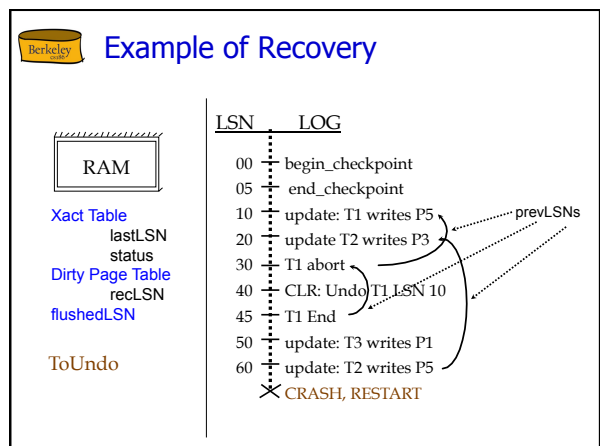 Berkeley
cs186
Example of Recovery
RAM
Xact Table
lastLSN
status
Dirty Page Table
recLSN
flushedLSN
ToUndo
LSN LOG
00 begin_checkpoint
05 end_checkpoint
10 update: T1 writes P5
20 update T2 writes P3
30 T1 abort
40 CLR: Undo T1 LSN 10
45 T1 End
50 update: T3 writes P1
60 update: T2 writes P5
CRASH, RESTART
prevLSNs